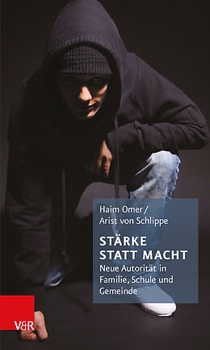 Haim Omer/
Arist von Schlippe
STÄRKE
STATT MACHT
Neue Autorität in
Familie, Schule und
Gemeinde
V&R